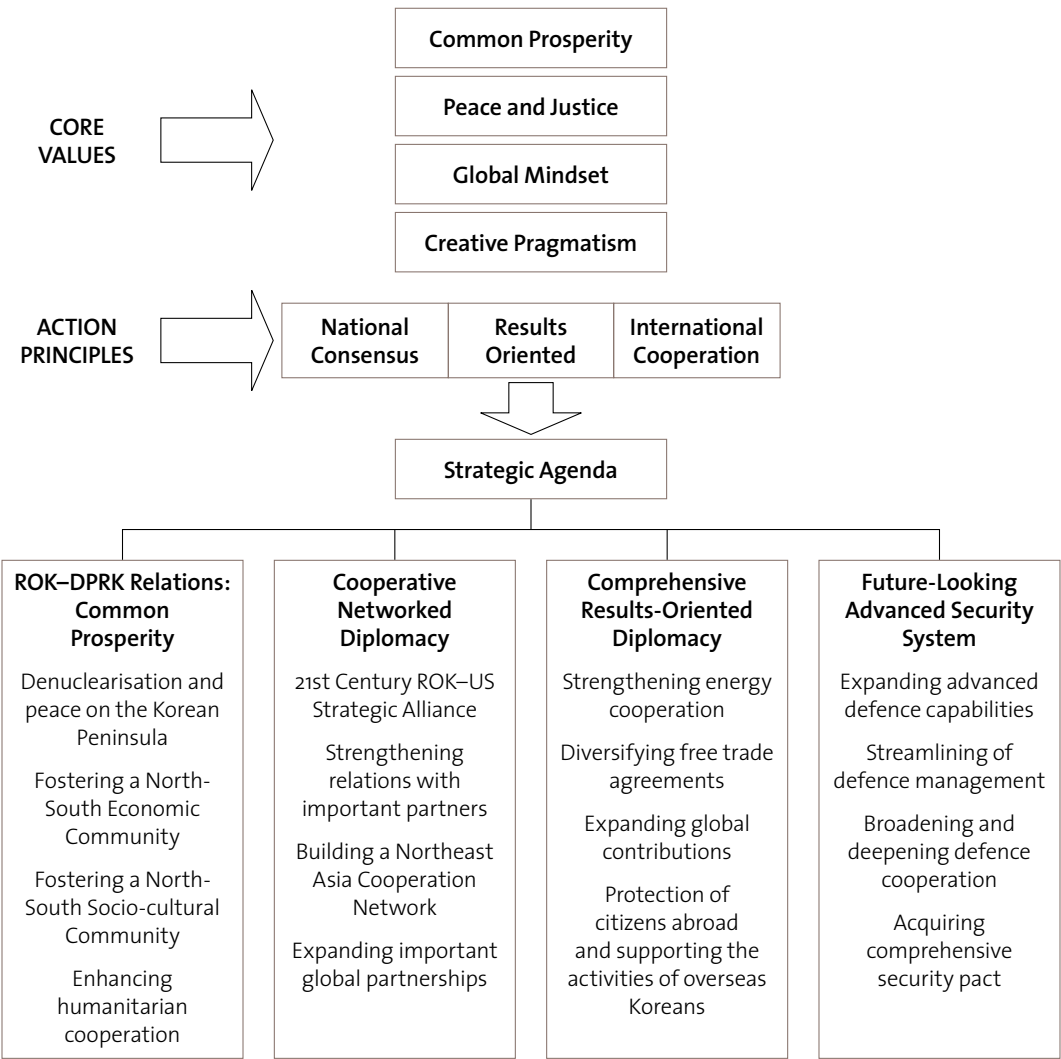 Common Prosperity
Peace and Justice
CORE
VALUES
Global Mindset
Creative Pragmatism
ACTION
PRINCIPLES
National
Consensus
Results
Oriented
International
Cooperation
Strategic Agenda
ROK–DPRK Relations:
Common
Prosperity
Denuclearisation and
peace on the Korean
Peninsula
Fostering a North-
South Economic
Community
Fostering a North-
South Socio-cultural
Community
Enhancing
humanitarian
cooperation
Cooperative
Networked
Diplomacy
21st Century ROK–US
Strategic Alliance
Strengthening
relations with
important partners
Building a Northeast
Asia Cooperation
Network
Expanding important
global partnerships
Comprehensive
Results-Oriented
Diplomacy
Strengthening energy
cooperation
Diversifying free trade
agreements
Expanding global
contributions
Protection of
citizens abroad
and supporting the
activities of overseas
Koreans
Future-Looking
Advanced Security
System
Expanding advanced
defence capabilities
Streamlining of
defence management
Broadening and
deepening defence
cooperation
Acquiring
comprehensive
security pact